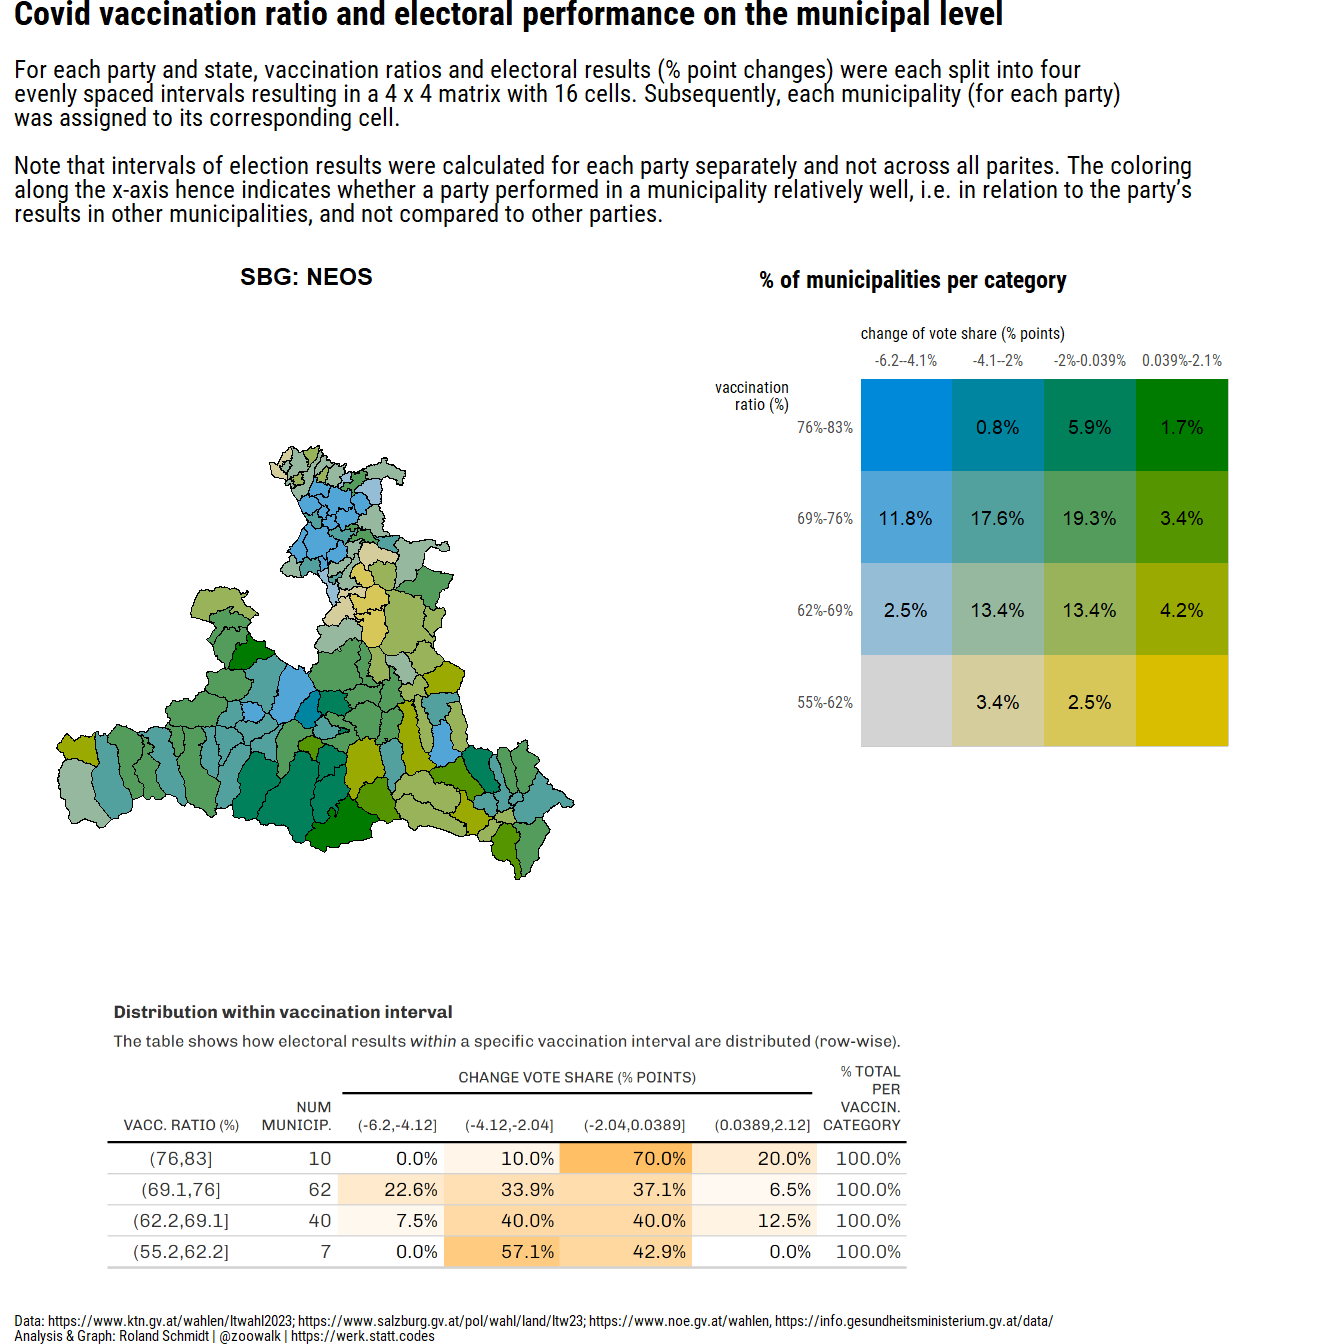 Covid vaccination ratio and electoral performance on the municipal level
For each party and state, vaccination ratios and electoral results (% point changes) were each split into four
evenly spaced intervals resulting in a 4 x 4 matrix with 16 cells. Subsequently, each municipality (for each party)
was assigned to its corresponding cell.
Note that intervals of election results were calculated for each party separately and not across all parites. The coloring
along the x-axis hence indicates whether a party performed in a municipality relatively well, i.e. in relation to the party's
results in other municipalities, and not compared to other parties.
SBG: NEOS
% of municipalities per category
change of vote share (% points)
-6.2--4.1% -4.1--2% -2%-0.039% 0.039%-2.1%
vaccination
ratio (%)
76%-83% 0.8% 5.9% 1.7%
69%-76% 11.8% 17.6% 19.3% 3.4%
62%-69% 2.5% 13.4% 13.4% 4.2%
55%-62% 3.4% 2.5%
Distribution within vaccination interval
The table shows how electoral results within a specific vaccination interval are distributed (row-wise).
CHANGE VOTE SHARE (% POINTS)
% TOTAL
PER
VACCIN.
CATEGORY
NUM
MUNICIP.
VACC. RATIO (%) (-6.2,-4.12] (-4.12,-2.04] (-2.04,0.0389] (0.0389,2.12]
(76,83] 10 0.0% 10.0% 70.0% 20.0% 100.0%
(69.1,76] 62 22.6% 33.9% 37.1% 6.5% 100.0%
(62.2,69.1] 40 7.5% 40.0% 40.0% 12.5% 100.0%
(55.2,62.2] 7 0.0% 57.1% 42.9% 0.0% 100.0%
Data: https://www.ktn.gv.at/wahlen/ltwahl2023; https://www.salzburg.gv.at/pol/wahl/land/ltw23; https://www.noe.gv.at/wahlen, https://info.gesundheitsministerium.gv.at/data/
Analysis & Graph: Roland Schmidt | @zoowalk | https://werk.statt.codes